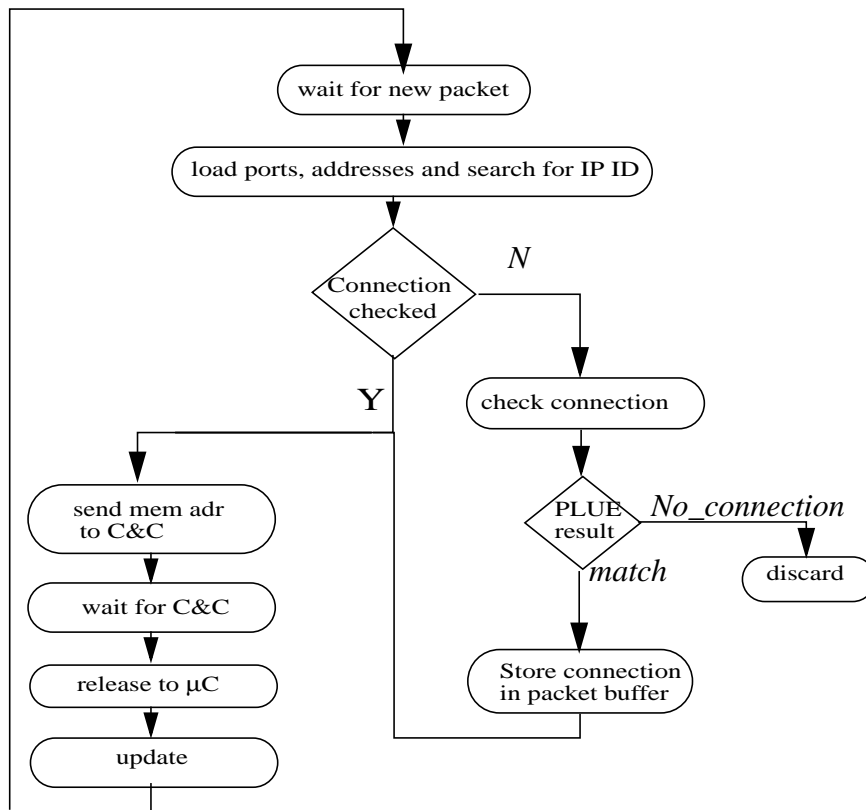 wait for new packet
load ports, addresses and search for IP ID
Connection
checked
N
Y
check connection
PLUE
result
No_connection
match
discard
Store connection
in packet buffer
send mem adr
to C&C
wait for C&C
release to µC
update